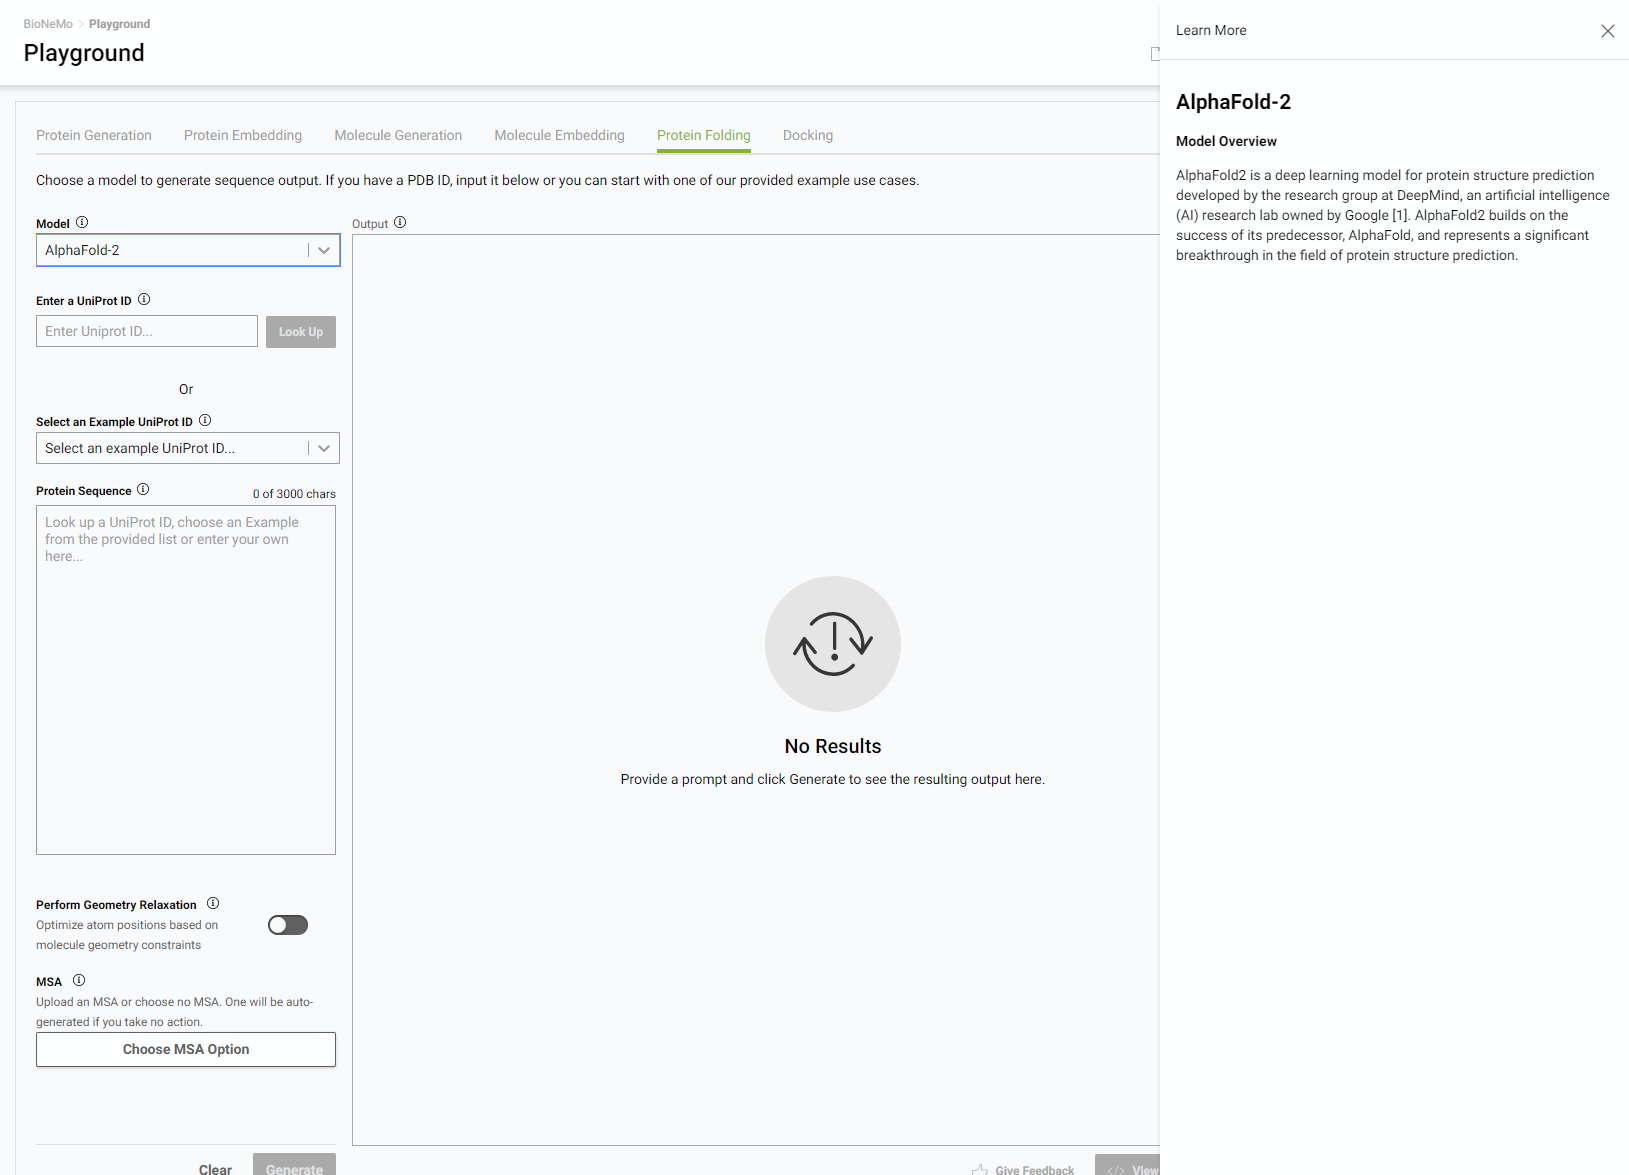 BioNeMo > Playground
Playground
Protein Generation Protein Embedding Molecule Generation Molecule Embedding Protein Folding Docking
Choose a model to generate sequence output. If you have a PDB ID, input it below or you can start with one of our provided example use cases.
Model
AlphaFold-2
Enter a UniProt ID
Enter Uniprot ID...
Look Up
Or
Select an Example UniProt ID
Select an example UniProt ID...
Protein Sequence
0 of 3000 chars
Look up a UniProt ID, choose an Example
from the provided list or enter your own
here...
Perform Geometry Relaxation
Optimize atom positions based on
molecule geometry constraints
MSA
Upload an MSA or choose no MSA. One will be auto-
generated if you take no action.
Choose MSA Option
Clear
Generate
Output
No Results
Provide a prompt and click Generate to see the resulting output here.
Give Feedback
</> View
Learn More
AlphaFold-2
Model Overview
AlphaFold2 is a deep learning model for protein structure prediction
developed by the research group at DeepMind, an artificial intelligence
(AI) research lab owned by Google [1]. AlphaFold2 builds on the
success of its predecessor, AlphaFold, and represents a significant
breakthrough in the field of protein structure prediction.